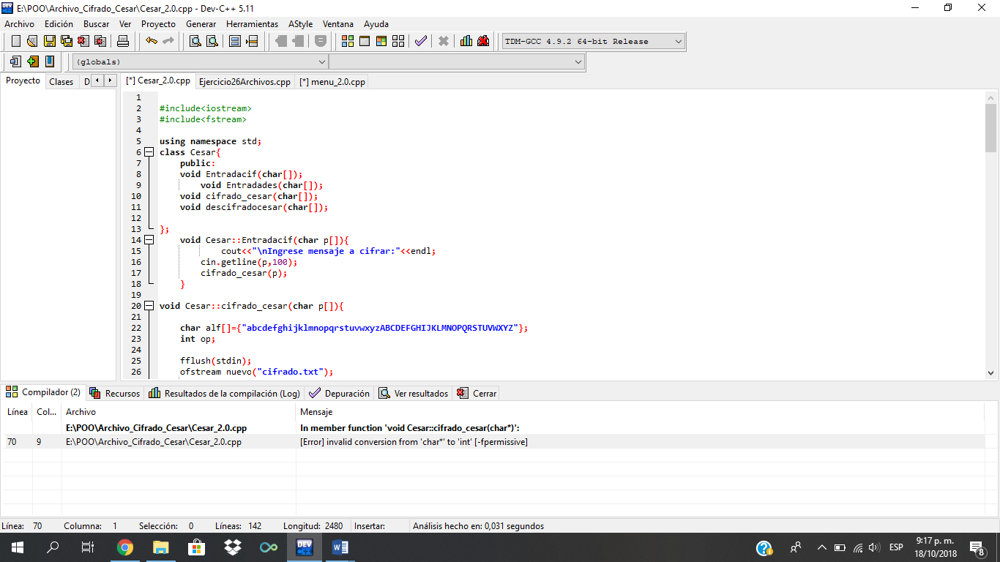 E:\POO\Archivo_Cifrado_Cesar\Cesar_2.0.cpp - Dev-C++ 5.11
Archivo Edición Buscar Ver Proyecto Generar Herramientas AStyle Ventana Ayuda
TDM-GCC 4.9.2 64-bit Release
(globals)
Proyecto Clases D
[*] Cesar_2.0.cpp Ejercicio26Archivos.cpp [*] menu_2.0.cpp
1
2 #include<iostream>
3 #include<fstream>
4
5 using namespace std;
6 class Cesar{
7 public:
8 void Entradacif(char[]);
9 void Entradades(char[]);
10 void cifrado_cesar(char[]);
11 void descifradocesar(char[]);
12
13 };
14 void Cesar::Entradacif(char p[]){
15 cout<<"\nIngrese mensaje a cifrar:"<<endl;
16 cin.getline(p,100);
17 cifrado_cesar(p);
18 }
19
20 void Cesar::cifrado_cesar(char p[]){
21
22 char alf[]={"abcdefghijklmnopqrstuvwxyzABCDEFGHIJKLMNOPQRSTUVWXYZ"};
23 int op;
24
25 fflush(stdin);
26 ofstream nuevo("cifrado.txt");
Compilador (2) Recursos Resultados de la compilación (Log) Depuración Ver resultados Cerrar
Línea Col... Archivo Mensaje
E:\POO\Archivo_Cifrado_Cesar\Cesar_2.0.cpp In member function 'void Cesar::cifrado_cesar(char*)':
70 9 E:\POO\Archivo_Cifrado_Cesar\Cesar_2.0.cpp [Error] invalid conversion from 'char*' to 'int' [-fpermissive]
Línea: 70 Columna: 1 Selección: 0 Líneas: 142 Longitud: 2480 Insertar: Análisis hecho en: 0,031 segundos
ESP
9:17 p. m.
18/10/2018
8